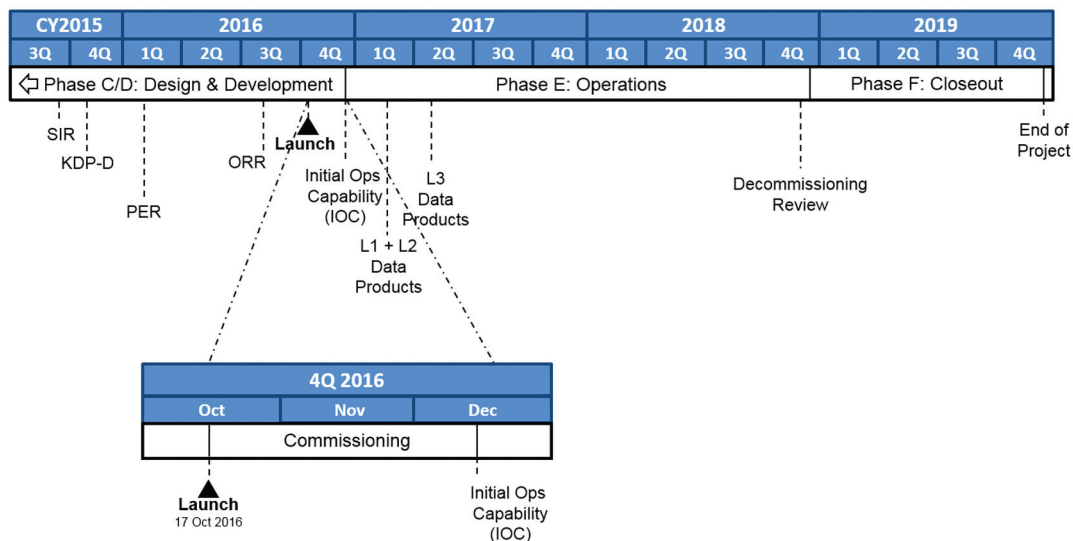 CY2015 2016 2017 2018 2019
3Q 4Q 1Q 2Q 3Q 4Q 1Q 2Q 3Q 4Q 1Q 2Q 3Q 4Q 1Q 2Q 3Q 4Q
Phase C/D: Design & Development Phase E: Operations Phase F: Closeout
SIR
KDP-D
PER
ORR
Launch
Initial Ops
Capability
(IOC)
L1 + L2
Data
Products
L3
Data
Products
Decommissioning
Review
End of
Project
4Q 2016
Oct Nov Dec
Commissioning
Launch
17 Oct 2016
Initial Ops
Capability
(IOC)